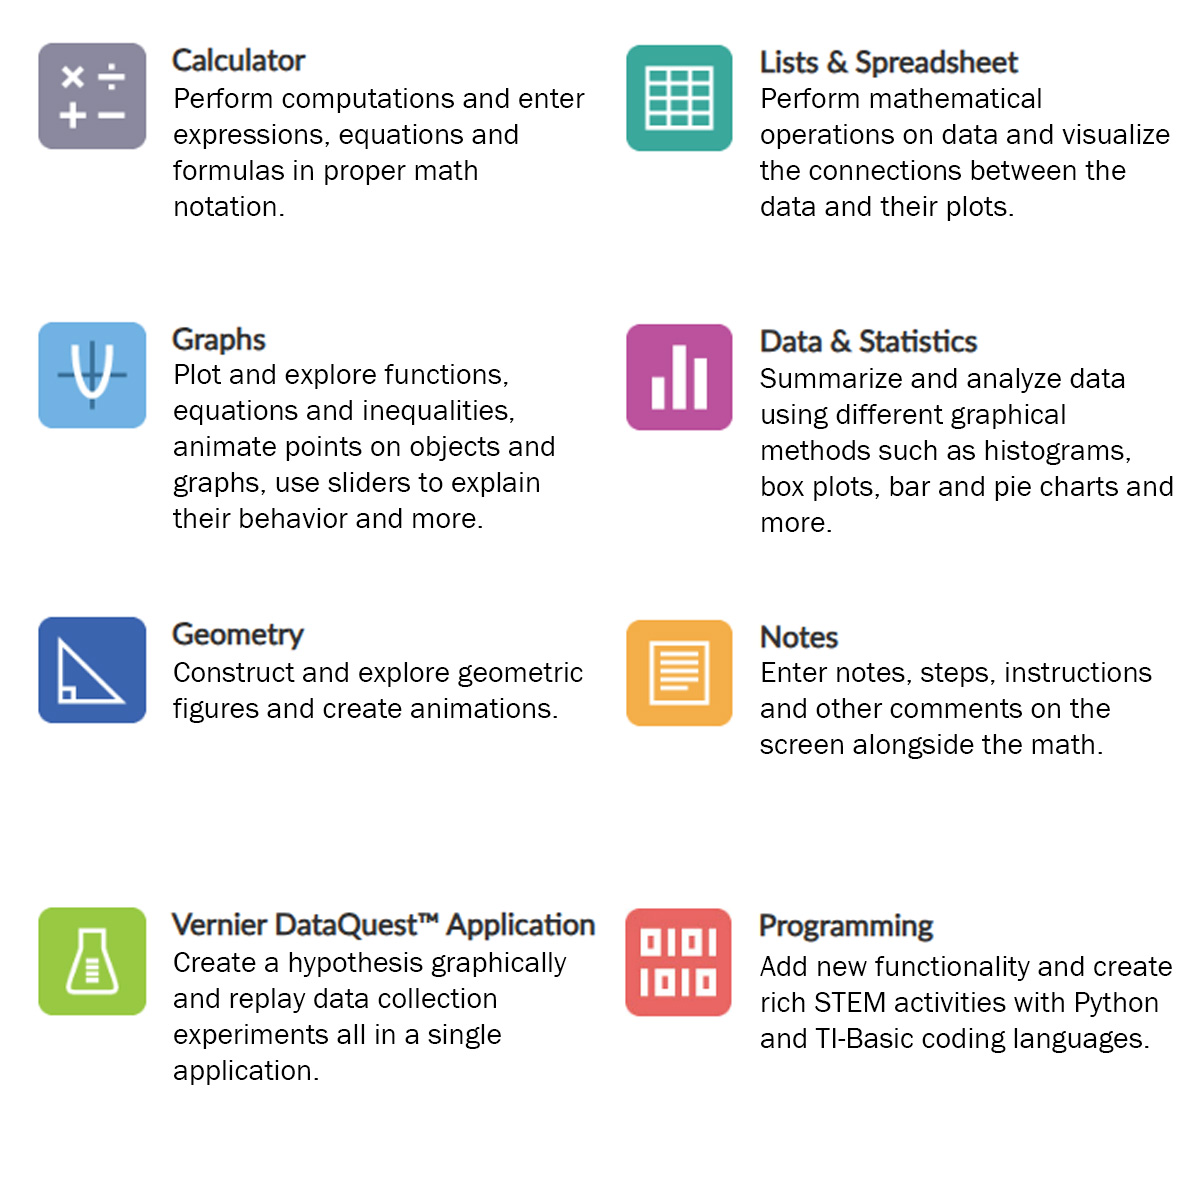 Calculator
Perform computations and enter
expressions, equations and
formulas in proper math
notation.
Lists & Spreadsheet
Perform mathematical
operations on data and visualize
the connections between the
data and their plots.
Graphs
Plot and explore functions,
equations and inequalities,
animate points on objects and
graphs, use sliders to explain
their behavior and more.
Data & Statistics
Summarize and analyze data
using different graphical
methods such as histograms,
box plots, bar and pie charts and
more.
Geometry
Construct and explore geometric
figures and create animations.
Notes
Enter notes, steps, instructions
and other comments on the
screen alongside the math.
Vernier DataQuest™ Application
Create a hypothesis graphically
and replay data collection
experiments all in a single
application.
0101
1010
Programming
Add new functionality and create
rich STEM activities with Python
and TI-Basic coding languages.